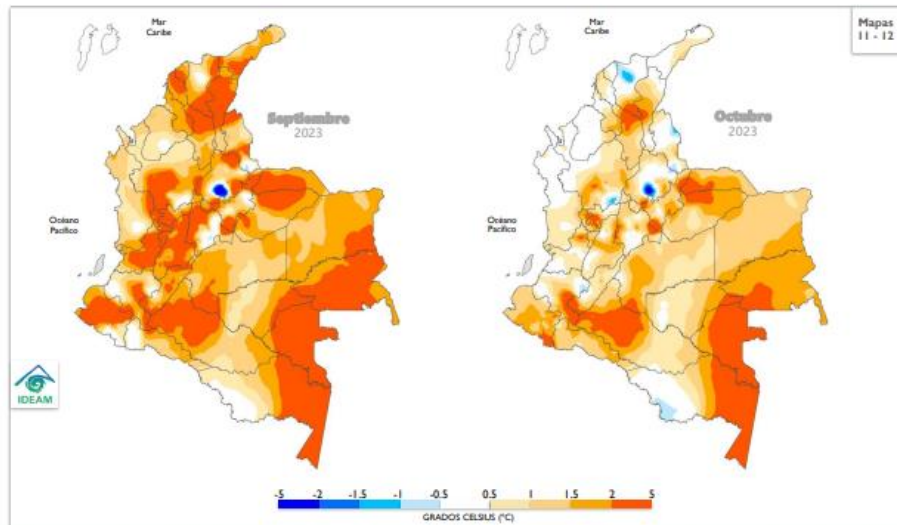 Mar
Caribe
Septiembre
2023
Océano
Pacífico
Mar
Caribe
Mapas
11 - 12
Octubre
2023
Océano
Pacífico
IDEAM
-5 -2 -1.5 -1 -0.5 0.5 1 1.5 2 5
GRADOS CELSIUS (°C)